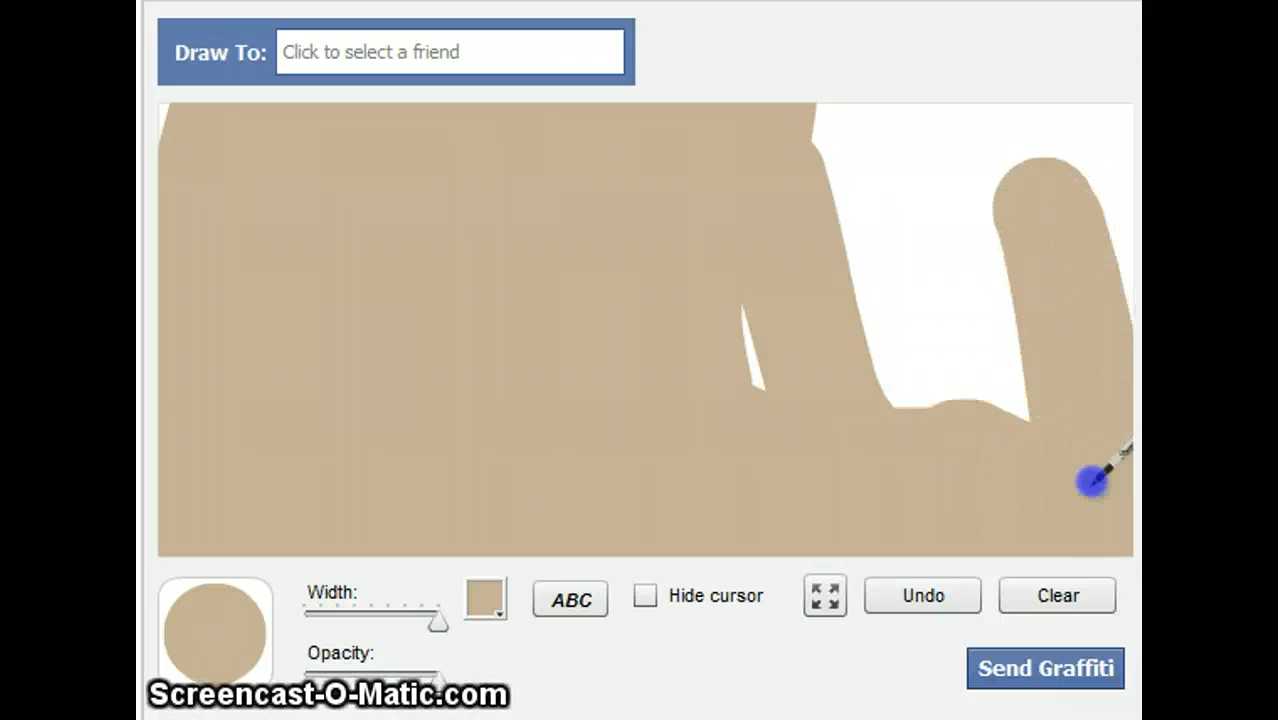 Draw To: Click to select a friend
Width:
ABC
Hide cursor
Undo
Clear
Opacity:
Send Graffiti
Screencast-O-Matic.com